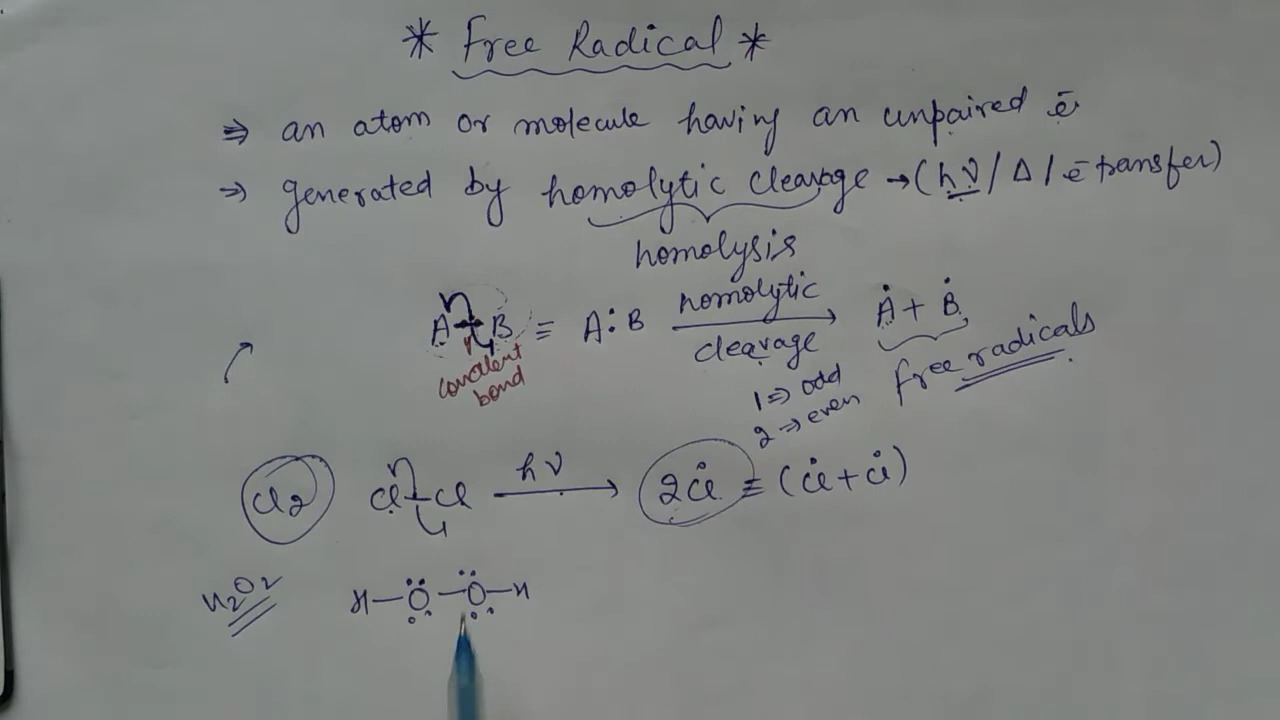 * Free Radical *
⇒ an atom or molecule having an unpaired ē
⇒ generated by homolytic cleavage → (hν / Δ / ē transfer)
homolysis
A–B ≡ A:B homolytic cleavage → Ȧ + Ḃ
covalent bond
free radicals
1 ⇒ odd
2 → even
Cl2 Cl–Cl hν → 2Ċl ≡ (Ċl + Ċl)
H2O2 H–O–O–H